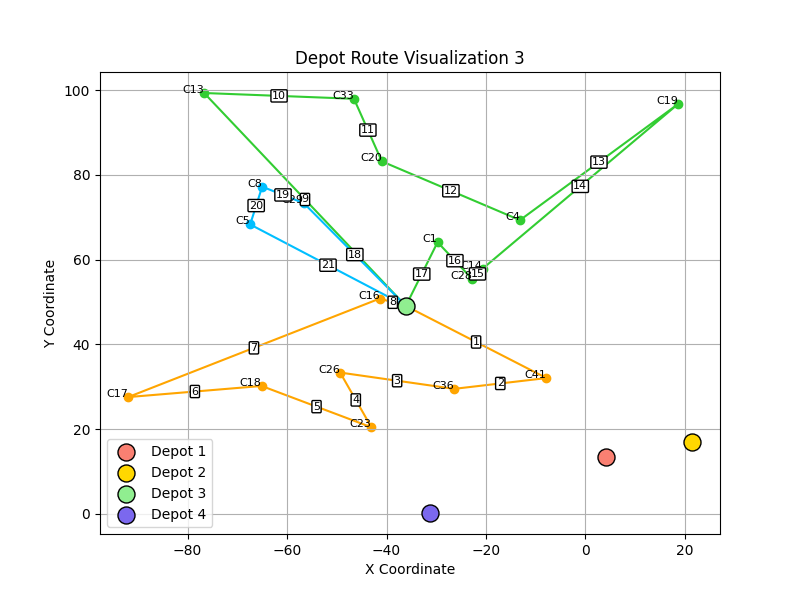 Depot Route Visualization 3
100
80
60
40
20
0
Y Coordinate
−80
−60
−40
−20
0
20
X Coordinate
C13
10
C33
11
C20
12
C4
13
C19
14
C8
19
C29
9
20
C5
21
18
C1
16
C14
15
C28
17
C16
8
7
1
C17
6
C18
5
C26
3
C36
2
C41
4
C23
Depot 1
Depot 2
Depot 3
Depot 4